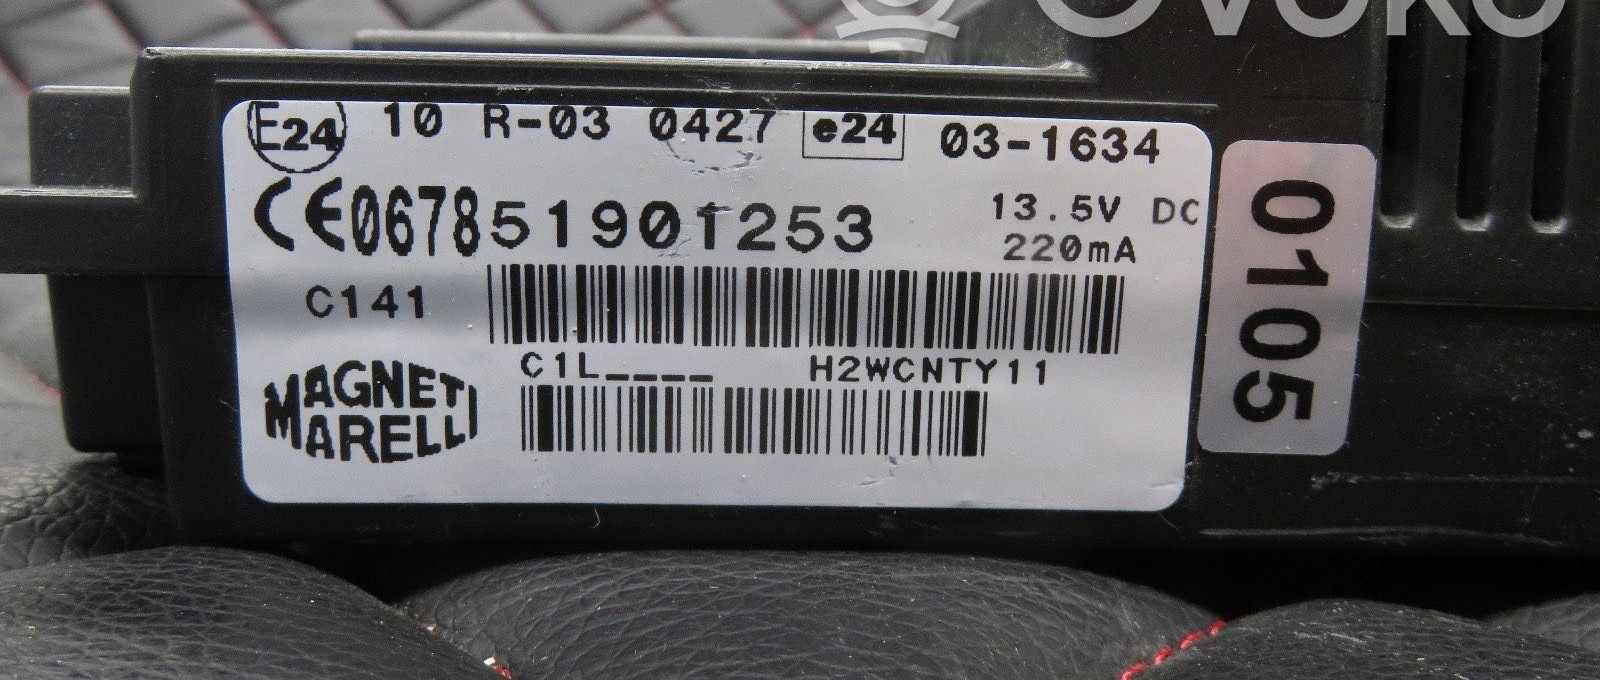 OVOKO
E24 10 R-03 0427 e24 03-1634
CE0678 51901253 13.5V DC
220mA
C141
C1L____ H2WCNTY11
MAGNETI
MARELLI
0105